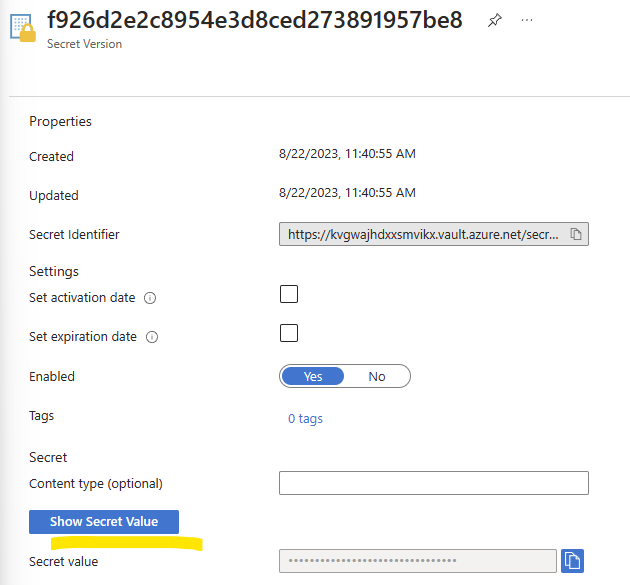 f926d2e2c8954e3d8ced273891957be8
Secret Version
Properties
Created 8/22/2023, 11:40:55 AM
Updated 8/22/2023, 11:40:55 AM
Secret Identifier https://kvgwajhdxxsmvikx.vault.azure.net/secr...
Settings
Set activation date
Set expiration date
Enabled Yes No
Tags 0 tags
Secret
Content type (optional)
Show Secret Value
Secret value ••••••••••••••••••••••••••••••••